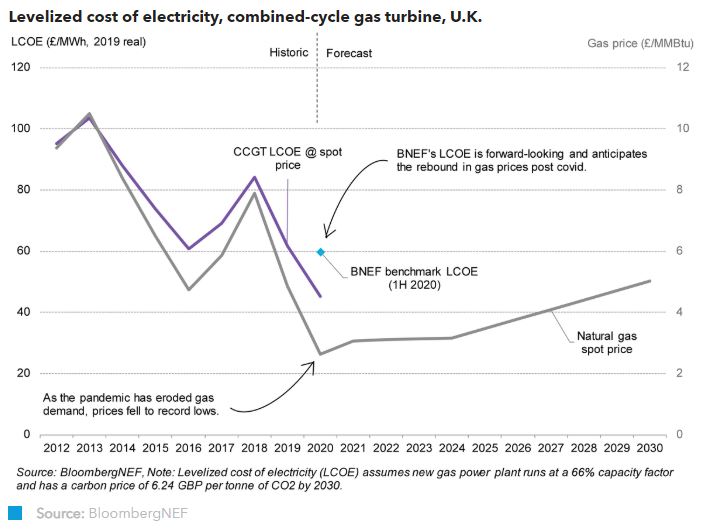 Levelized cost of electricity, combined-cycle gas turbine, U.K.
LCOE (£/MWh, 2019 real)
Historic
Forecast
Gas price (£/MMBtu)
120
12
100
10
CCGT LCOE @ spot
price
BNEF's LCOE is forward-looking and anticipates
the rebound in gas prices post covid.
80
8
60
6
BNEF benchmark LCOE
(1H 2020)
40
4
Natural gas
spot price
20
2
As the pandemic has eroded gas
demand, prices fell to record lows.
0
0
2012 2013 2014 2015 2016 2017 2018 2019 2020 2021 2022 2023 2024 2025 2026 2027 2028 2029 2030
Source: BloombergNEF, Note: Levelized cost of electricity (LCOE) assumes new gas power plant runs at a 66% capacity factor
and has a carbon price of 6.24 GBP per tonne of CO2 by 2030.
Source: BloombergNEF